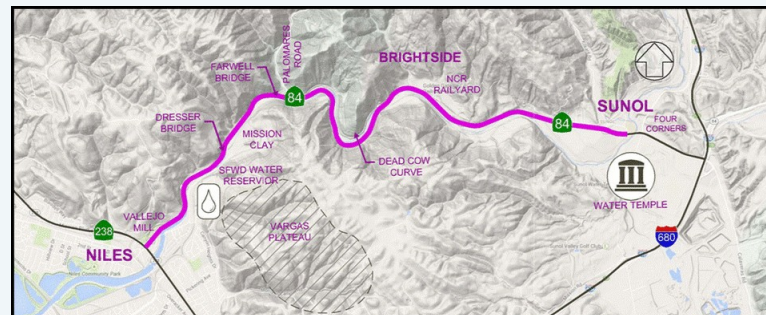 BRIGHTSIDE
PALOMARES
ROAD
FARWELL
BRIDGE
84
NCR
RAILYARD
SUNOL
84
FOUR
CORNERS
DRESSER
BRIDGE
MISSION
CLAY
DEAD COW
CURVE
SFWD WATER
RESERVIOR
WATER TEMPLE
VALLEJO
MILL
VARGAS
PLATEAU
238
680
NILES